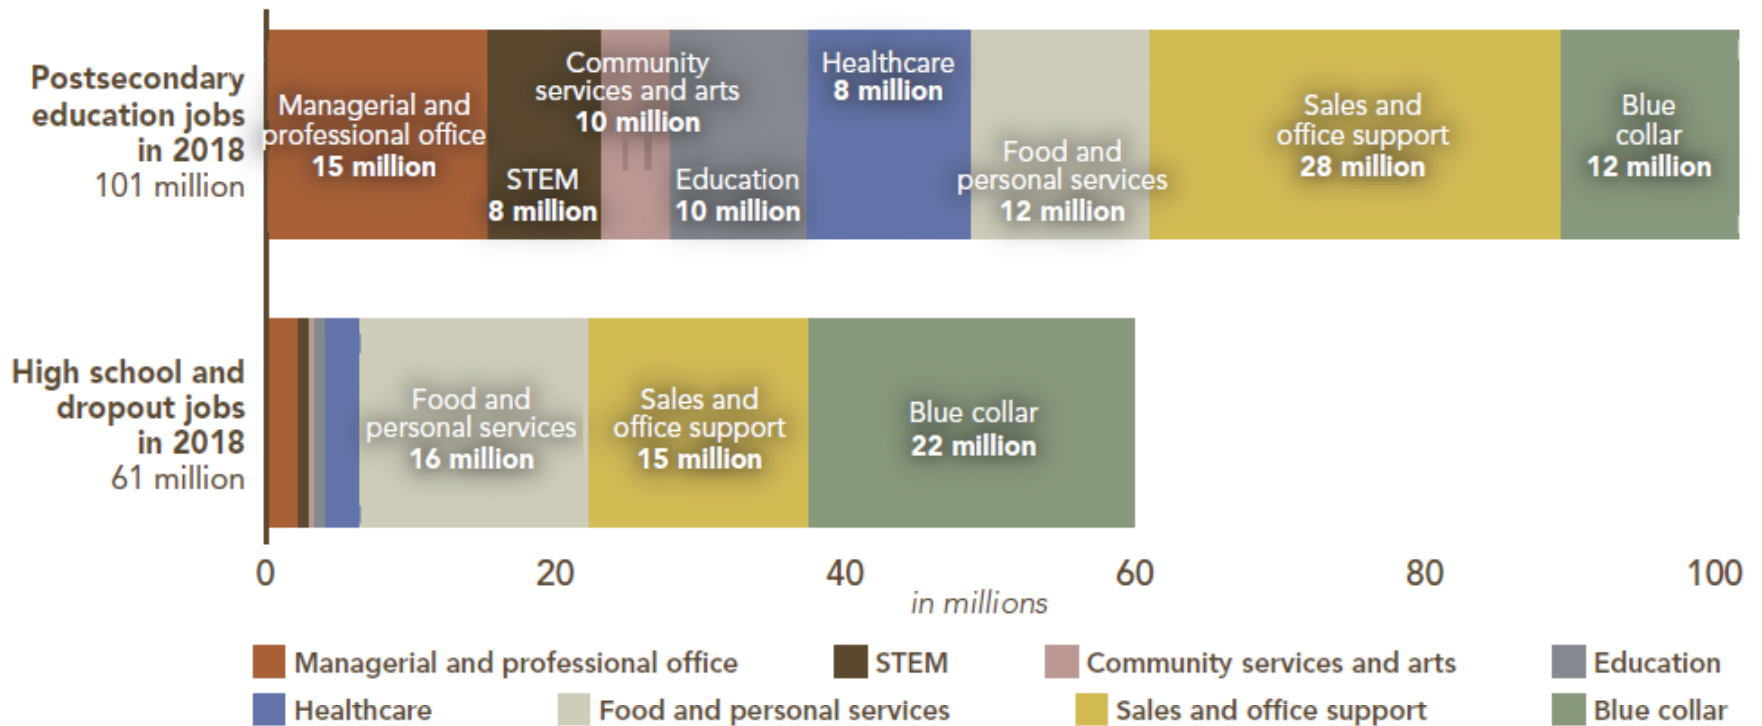 Postsecondary
education jobs
in 2018
101 million
Managerial and
professional office
15 million
STEM
8 million
Community
services and arts
10 million
Education
10 million
Healthcare
8 million
Food and
personal services
12 million
Sales and
office support
28 million
Blue
collar
12 million
High school and
dropout jobs
in 2018
61 million
Food and
personal services
16 million
Sales and
office support
15 million
Blue collar
22 million
0 20 40 60 80 100
in millions
Managerial and professional office STEM Community services and arts Education
Healthcare Food and personal services Sales and office support Blue collar